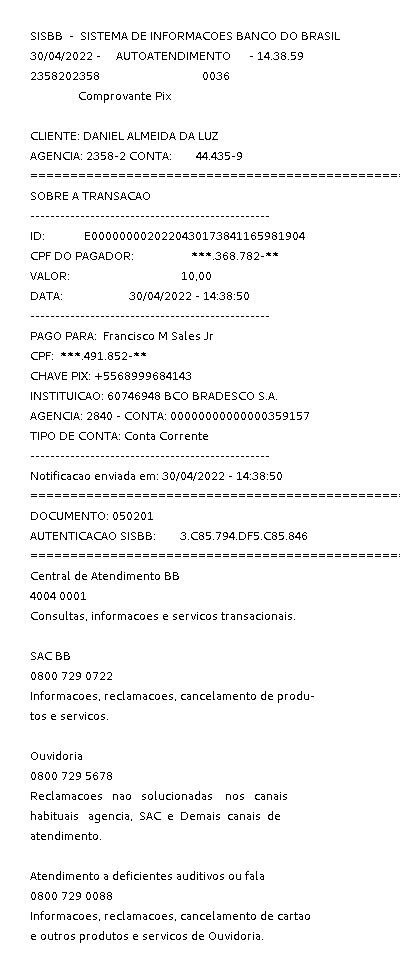 SISBB - SISTEMA DE INFORMACOES BANCO DO BRASIL
30/04/2022 - AUTOATENDIMENTO - 14.38.59
2358202358 0036
Comprovante Pix
CLIENTE: DANIEL ALMEIDA DA LUZ
AGENCIA: 2358-2 CONTA: 44.435-9
================================================
SOBRE A TRANSACAO
------------------------------------------------
ID: E0000000020220430173841165981904
CPF DO PAGADOR: ***.368.782-**
VALOR: 10,00
DATA: 30/04/2022 - 14:38:50
------------------------------------------------
PAGO PARA: Francisco M Sales Jr
CPF: ***.491.852-**
CHAVE PIX: +5568999684143
INSTITUICAO: 60746948 BCO BRADESCO S.A.
AGENCIA: 2840 - CONTA: 00000000000000359157
TIPO DE CONTA: Conta Corrente
------------------------------------------------
Notificacao enviada em: 30/04/2022 - 14:38:50
================================================
DOCUMENTO: 050201
AUTENTICACAO SISBB: 3.C85.794.DF5.C85.846
================================================
Central de Atendimento BB
4004 0001
Consultas, informacoes e servicos transacionais.
SAC BB
0800 729 0722
Informacoes, reclamacoes, cancelamento de produ-
tos e servicos.
Ouvidoria
0800 729 5678
Reclamacoes nao solucionadas nos canais
habituais agencia, SAC e Demais canais de
atendimento.
Atendimento a deficientes auditivos ou fala
0800 729 0088
Informacoes, reclamacoes, cancelamento de cartao
e outros produtos e servicos de Ouvidoria.